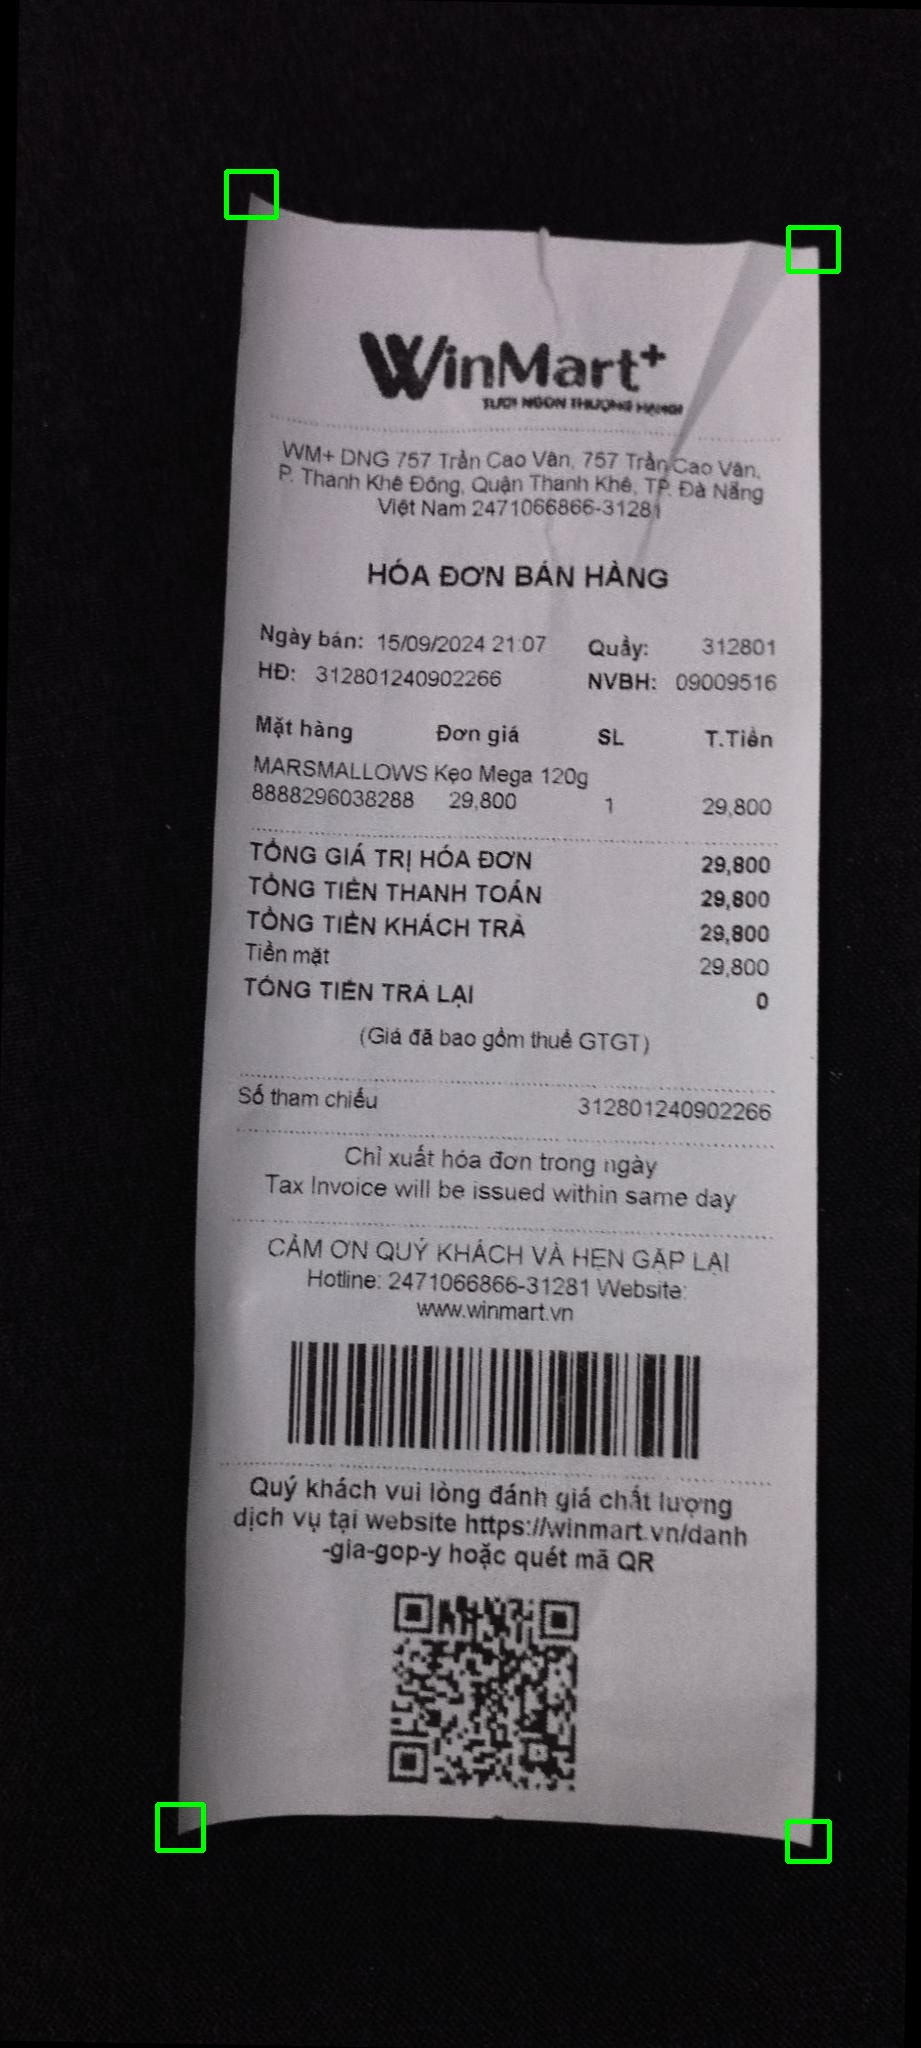 WinMart+
TƯƠI NGON THƯỢNG HẠNG!
WM+ DNG 757 Trần Cao Vân, 757 Trần Cao Vân,
P. Thanh Khê Đông, Quận Thanh Khê, TP. Đà Nẵng
Việt Nam 2471066866-31281
HÓA ĐƠN BÁN HÀNG
Ngày bán: 15/09/2024 21:07 Quầy: 312801
HĐ: 312801240902266 NVBH: 09009516
Mặt hàng Đơn giá SL T.Tiền
MARSMALLOWS Kẹo Mega 120g
8888296038288 29,800 1 29,800
TỔNG GIÁ TRỊ HÓA ĐƠN 29,800
TỔNG TIỀN THANH TOÁN 29,800
TỔNG TIỀN KHÁCH TRẢ 29,800
Tiền mặt 29,800
TỔNG TIỀN TRẢ LẠI 0
(Giá đã bao gồm thuế GTGT)
Số tham chiếu 312801240902266
Chỉ xuất hóa đơn trong ngày
Tax Invoice will be issued within same day
CẢM ƠN QUÝ KHÁCH VÀ HẸN GẶP LẠI
Hotline: 2471066866-31281 Website:
www.winmart.vn
Quý khách vui lòng đánh giá chất lượng
dịch vụ tại website https://winmart.vn/danh
-gia-gop-y hoặc quét mã QR